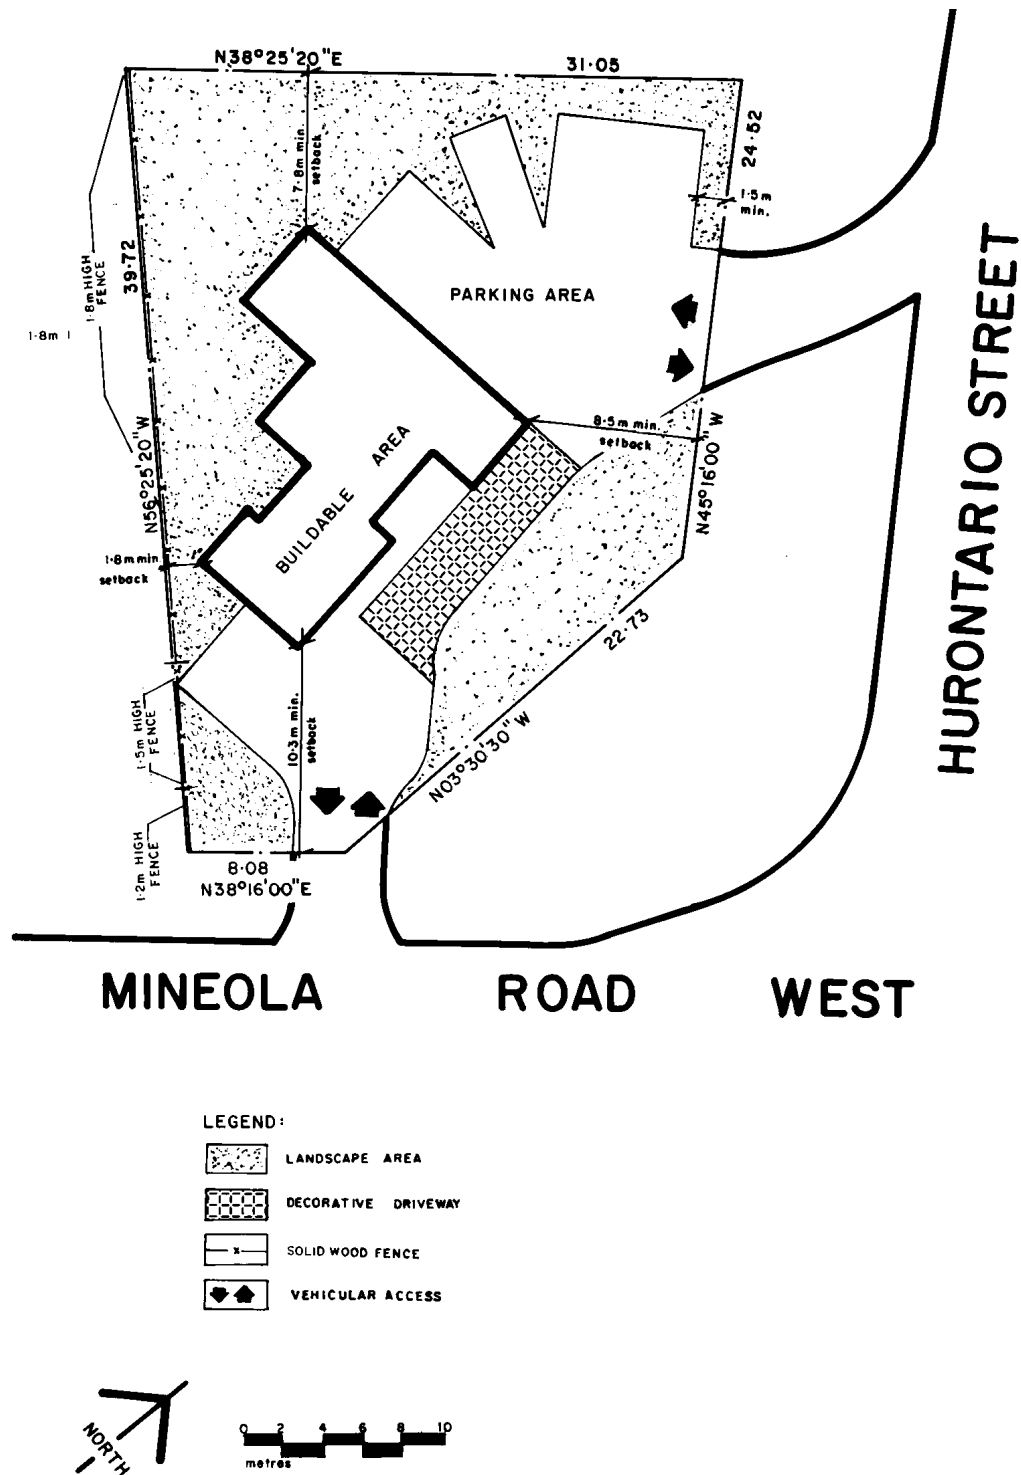 N38°25'20"E
31·05
24·52
7·8m min.
setback
1·5m
min.
39·72
1·8m HIGH
FENCE
1·8m
PARKING AREA
HURONTARIO STREET
8·5m min.
setback
BUILDABLE AREA
N56°25'20"W
N45°16'00"W
1·8m min.
setback
22·73
N03°30'30"W
10·3m min.
setback
1·5m HIGH
FENCE
1·2m HIGH
FENCE
8·08
N38°16'00"E
MINEOLA ROAD WEST
LEGEND:
LANDSCAPE AREA
DECORATIVE DRIVEWAY
x
SOLID WOOD FENCE
VEHICULAR ACCESS
NORTH
0 2 4 6 8 10
metres